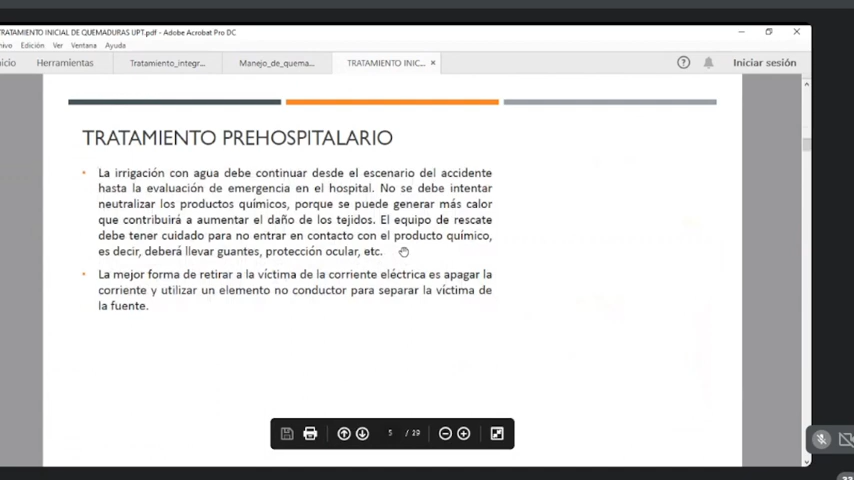 TRATAMIENTO INICIAL DE QUEMADURAS UPT.pdf - Adobe Acrobat Pro DC
Edición Ver Ventana Ayuda
Herramientas Tratamiento_integr... Manejo_de_quema... TRATAMIENTO INIC... × ? Iniciar sesión
TRATAMIENTO PREHOSPITALARIO
• La irrigación con agua debe continuar desde el escenario del accidente
hasta la evaluación de emergencia en el hospital. No se debe intentar
neutralizar los productos químicos, porque se puede generar más calor
que contribuirá a aumentar el daño de los tejidos. El equipo de rescate
debe tener cuidado para no entrar en contacto con el producto químico,
es decir, deberá llevar guantes, protección ocular, etc.
• La mejor forma de retirar a la víctima de la corriente eléctrica es apagar la
corriente y utilizar un elemento no conductor para separar la víctima de
la fuente.
5 / 19